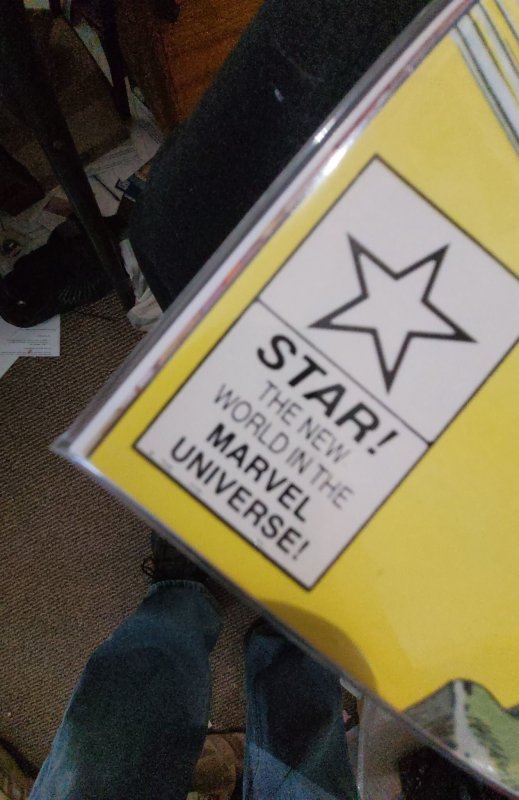 STAR!
THE NEW
WORLD IN THE
MARVEL
UNIVERSE!